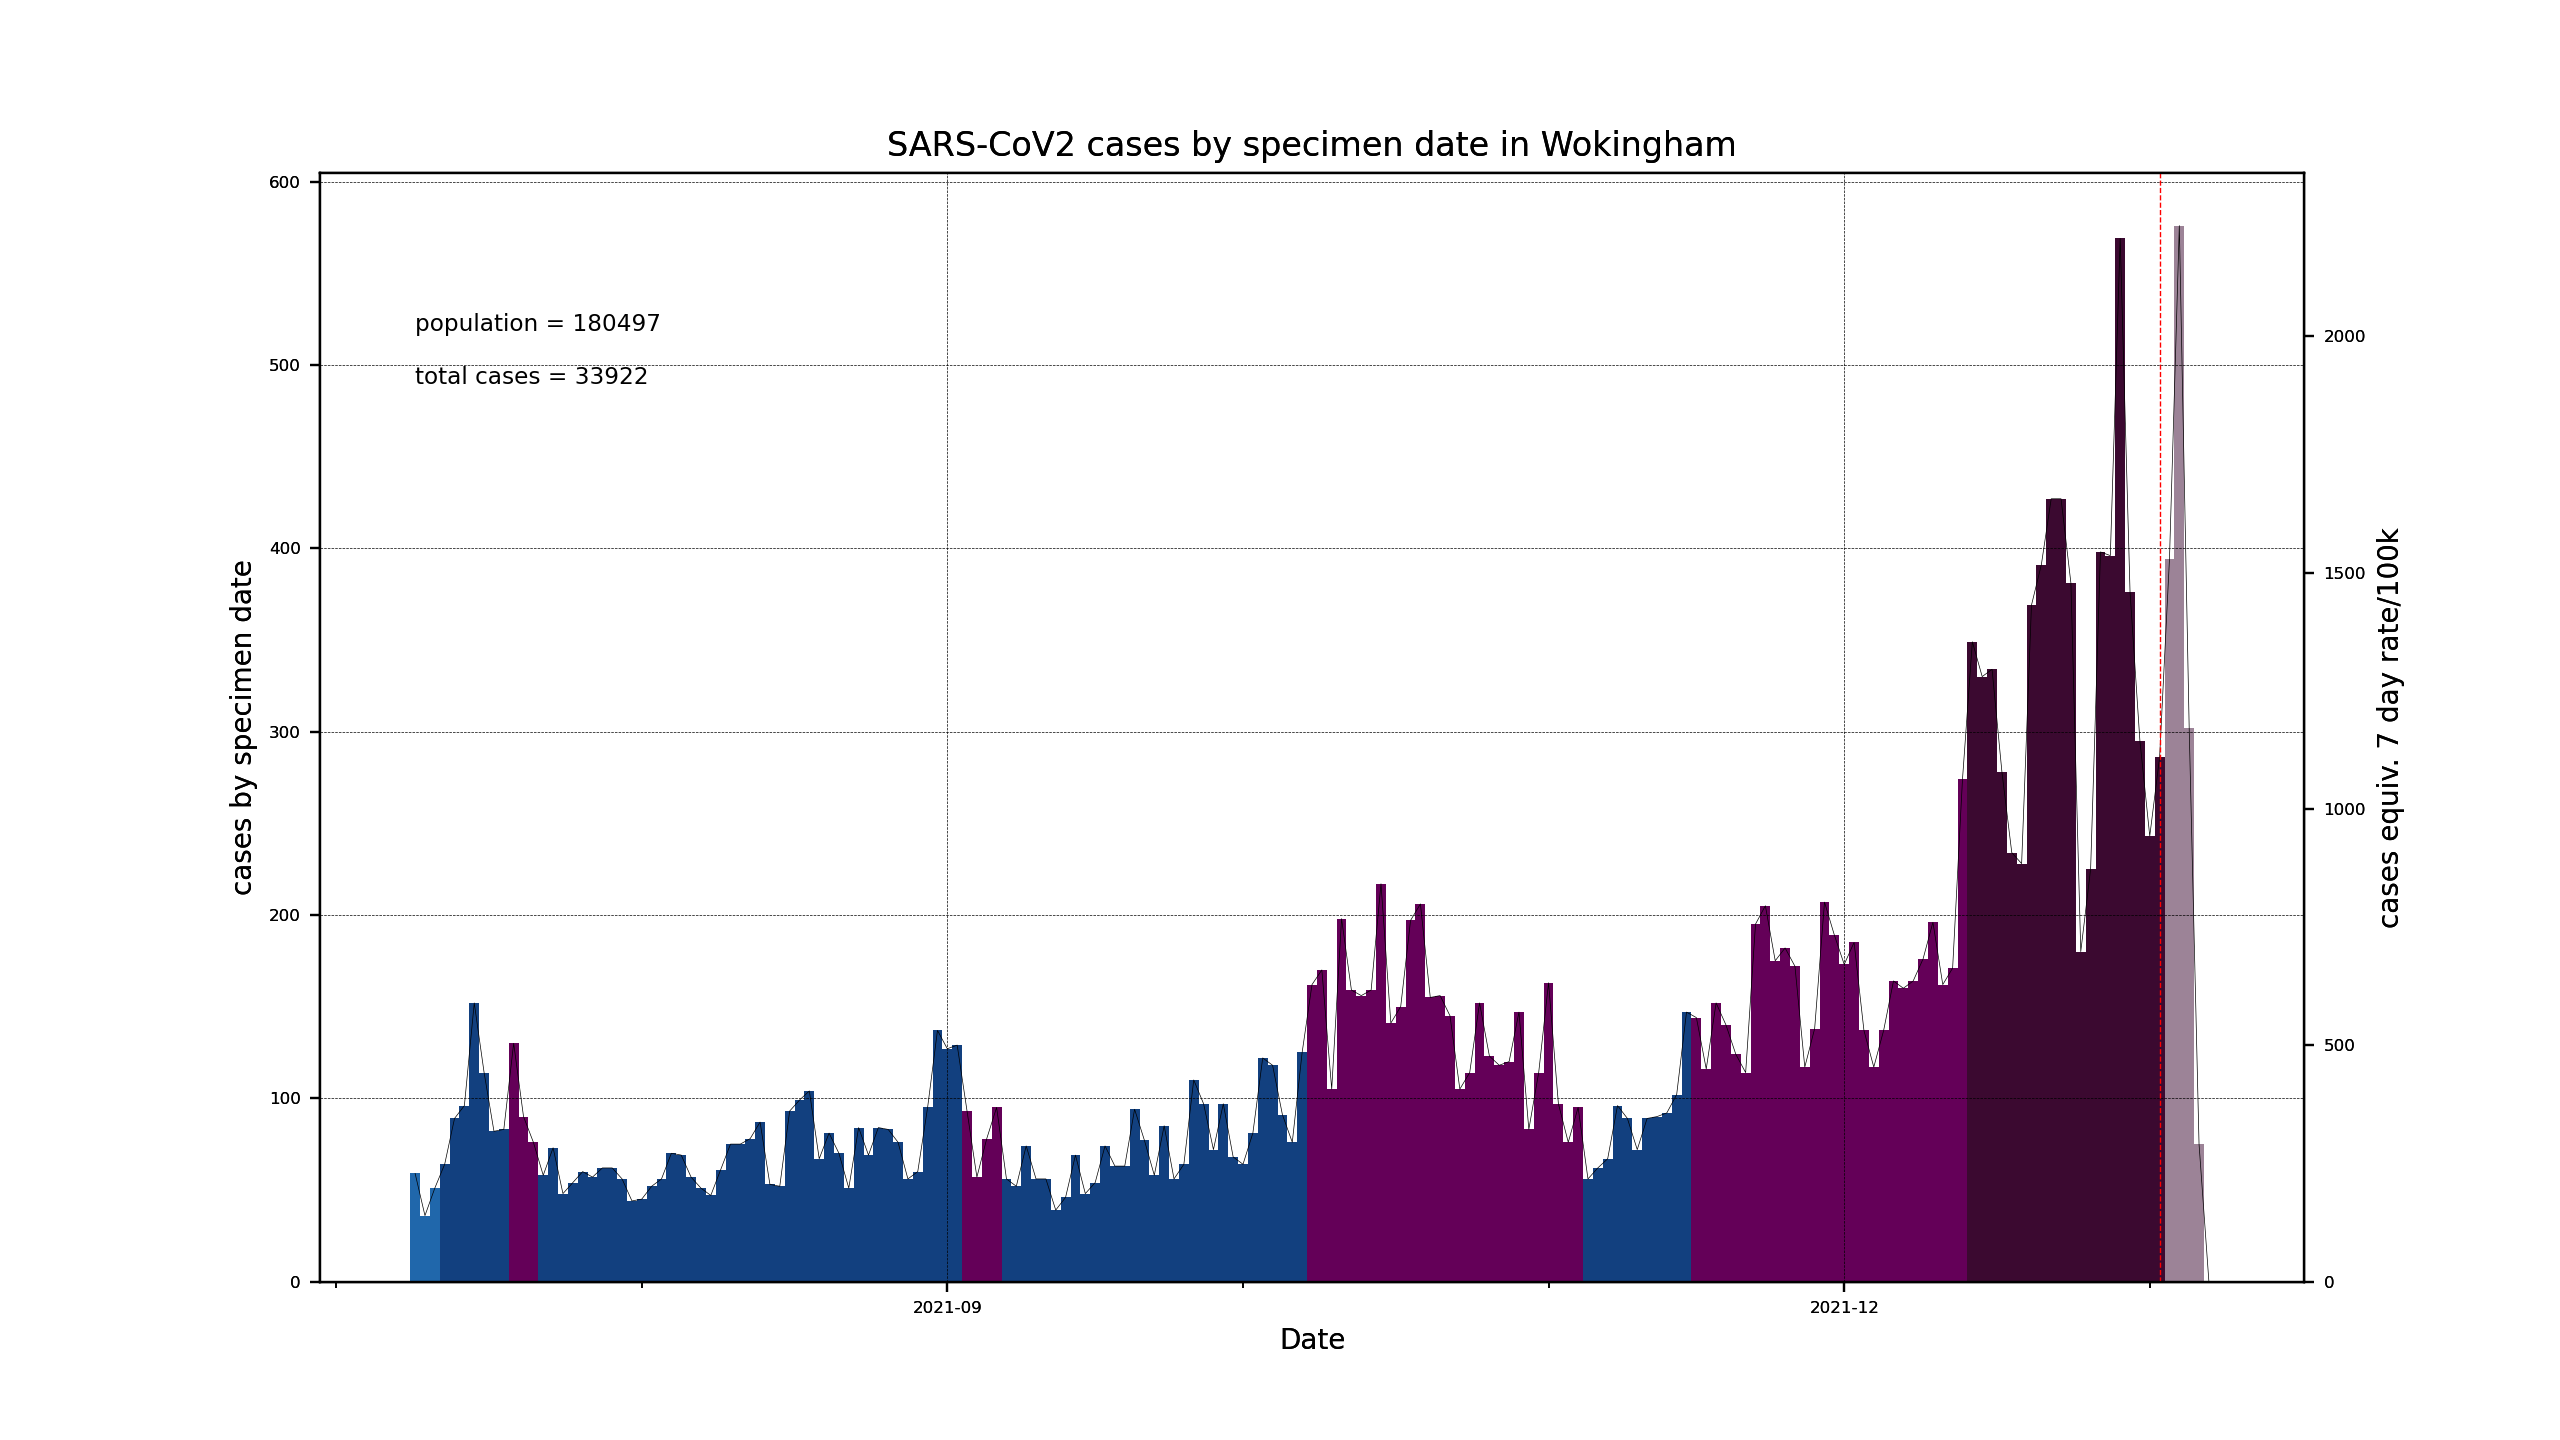 SARS-CoV2 cases by specimen date in Wokingham
600
500
400
300
200
100
0
cases by specimen date
population = 180497
total cases = 33922
2000
1500
1000
500
0
cases equiv. 7 day rate/100k
2021-09
2021-12
Date